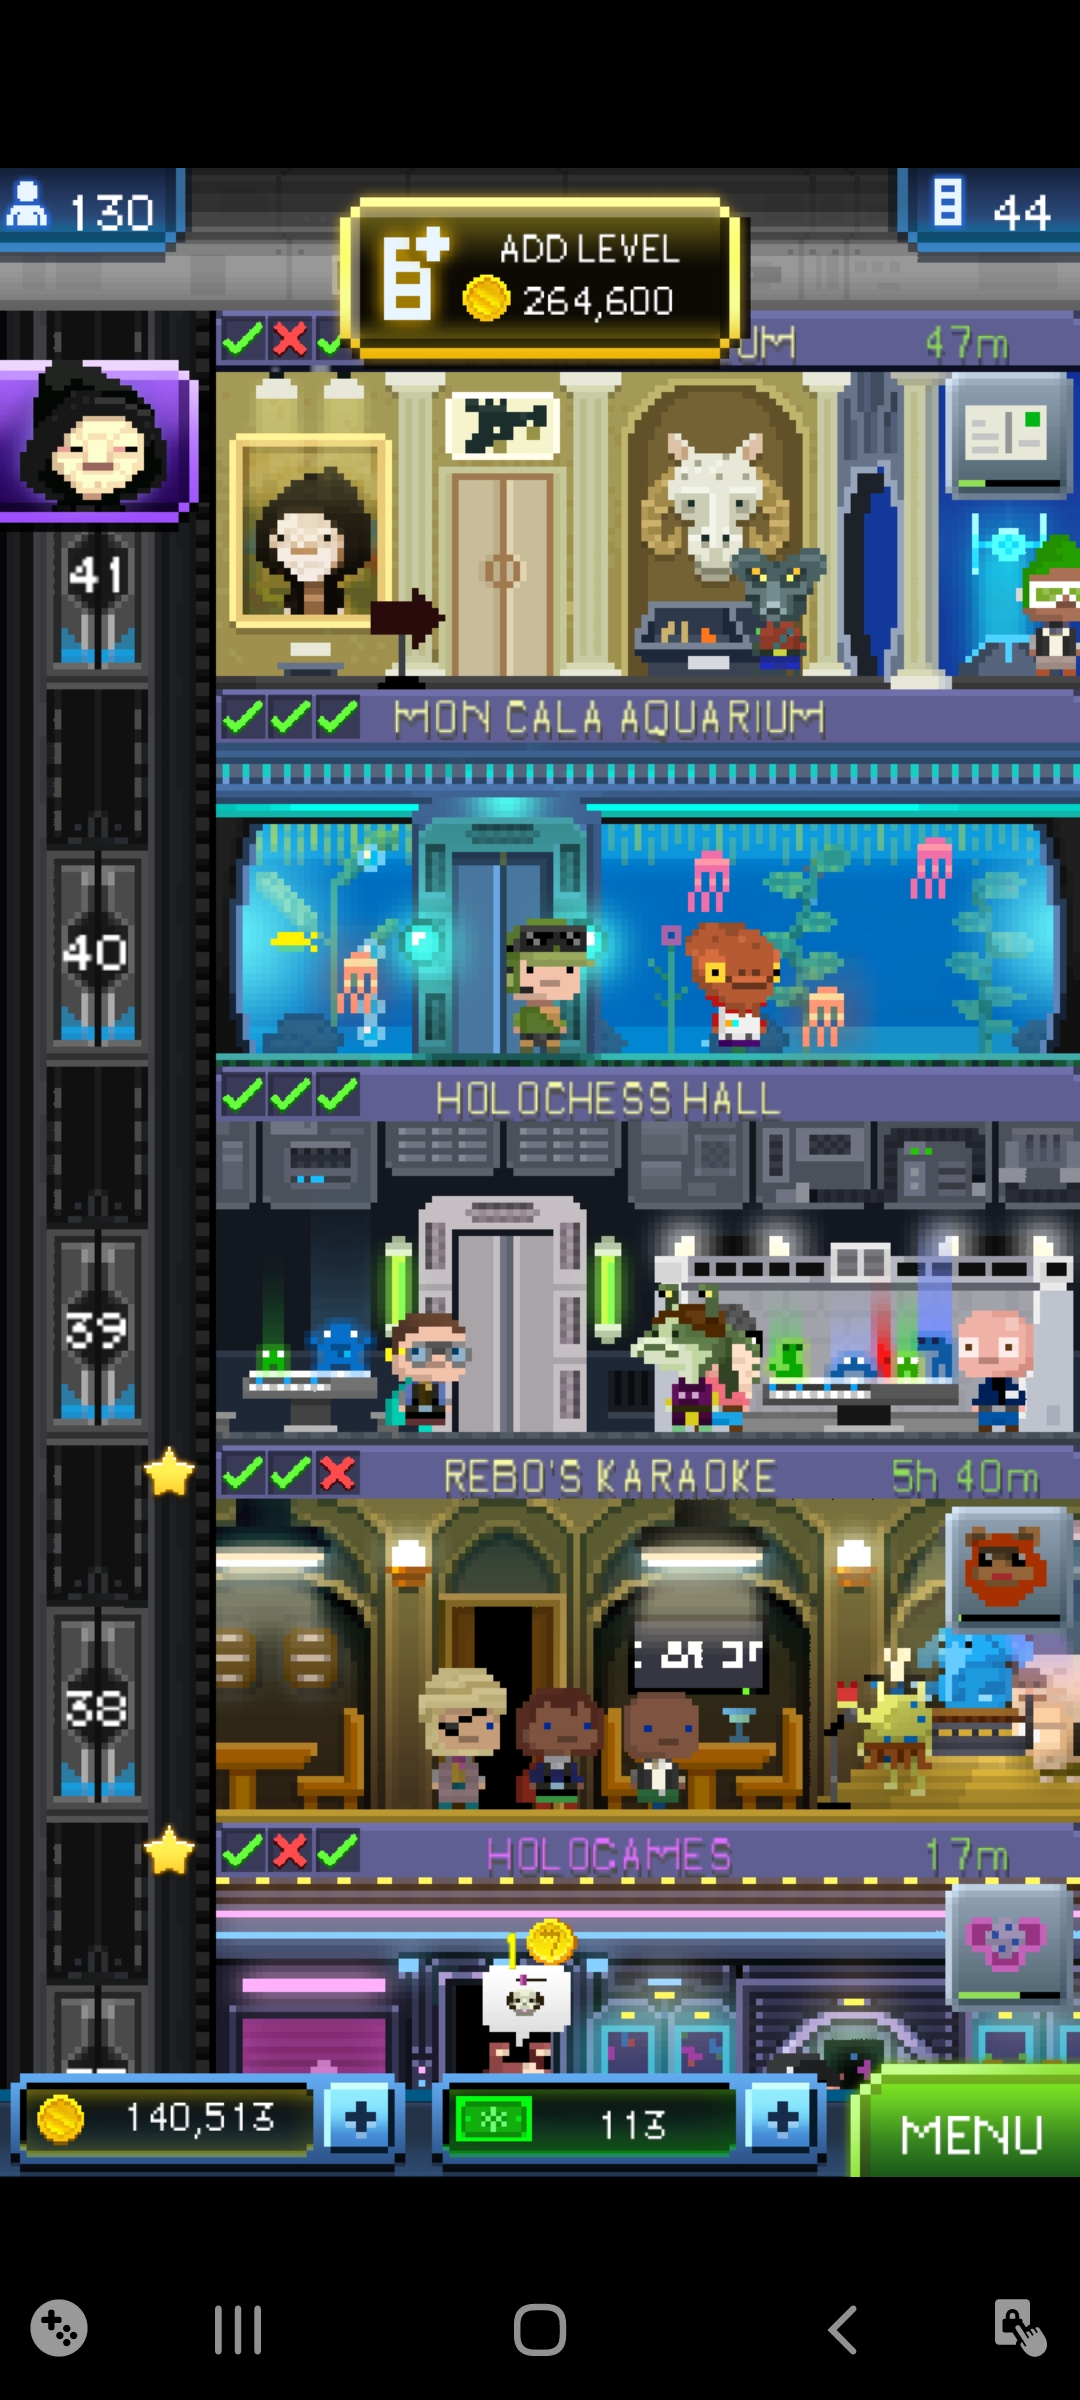 130
ADD LEVEL
264,600
44
UM
47m
41
MON CALA AQUARIUM
40
HOLOCHESS HALL
39
REBO'S KARAOKE
5h 40m
38
HOLOGAMES
17m
1
140,513
113
MENU